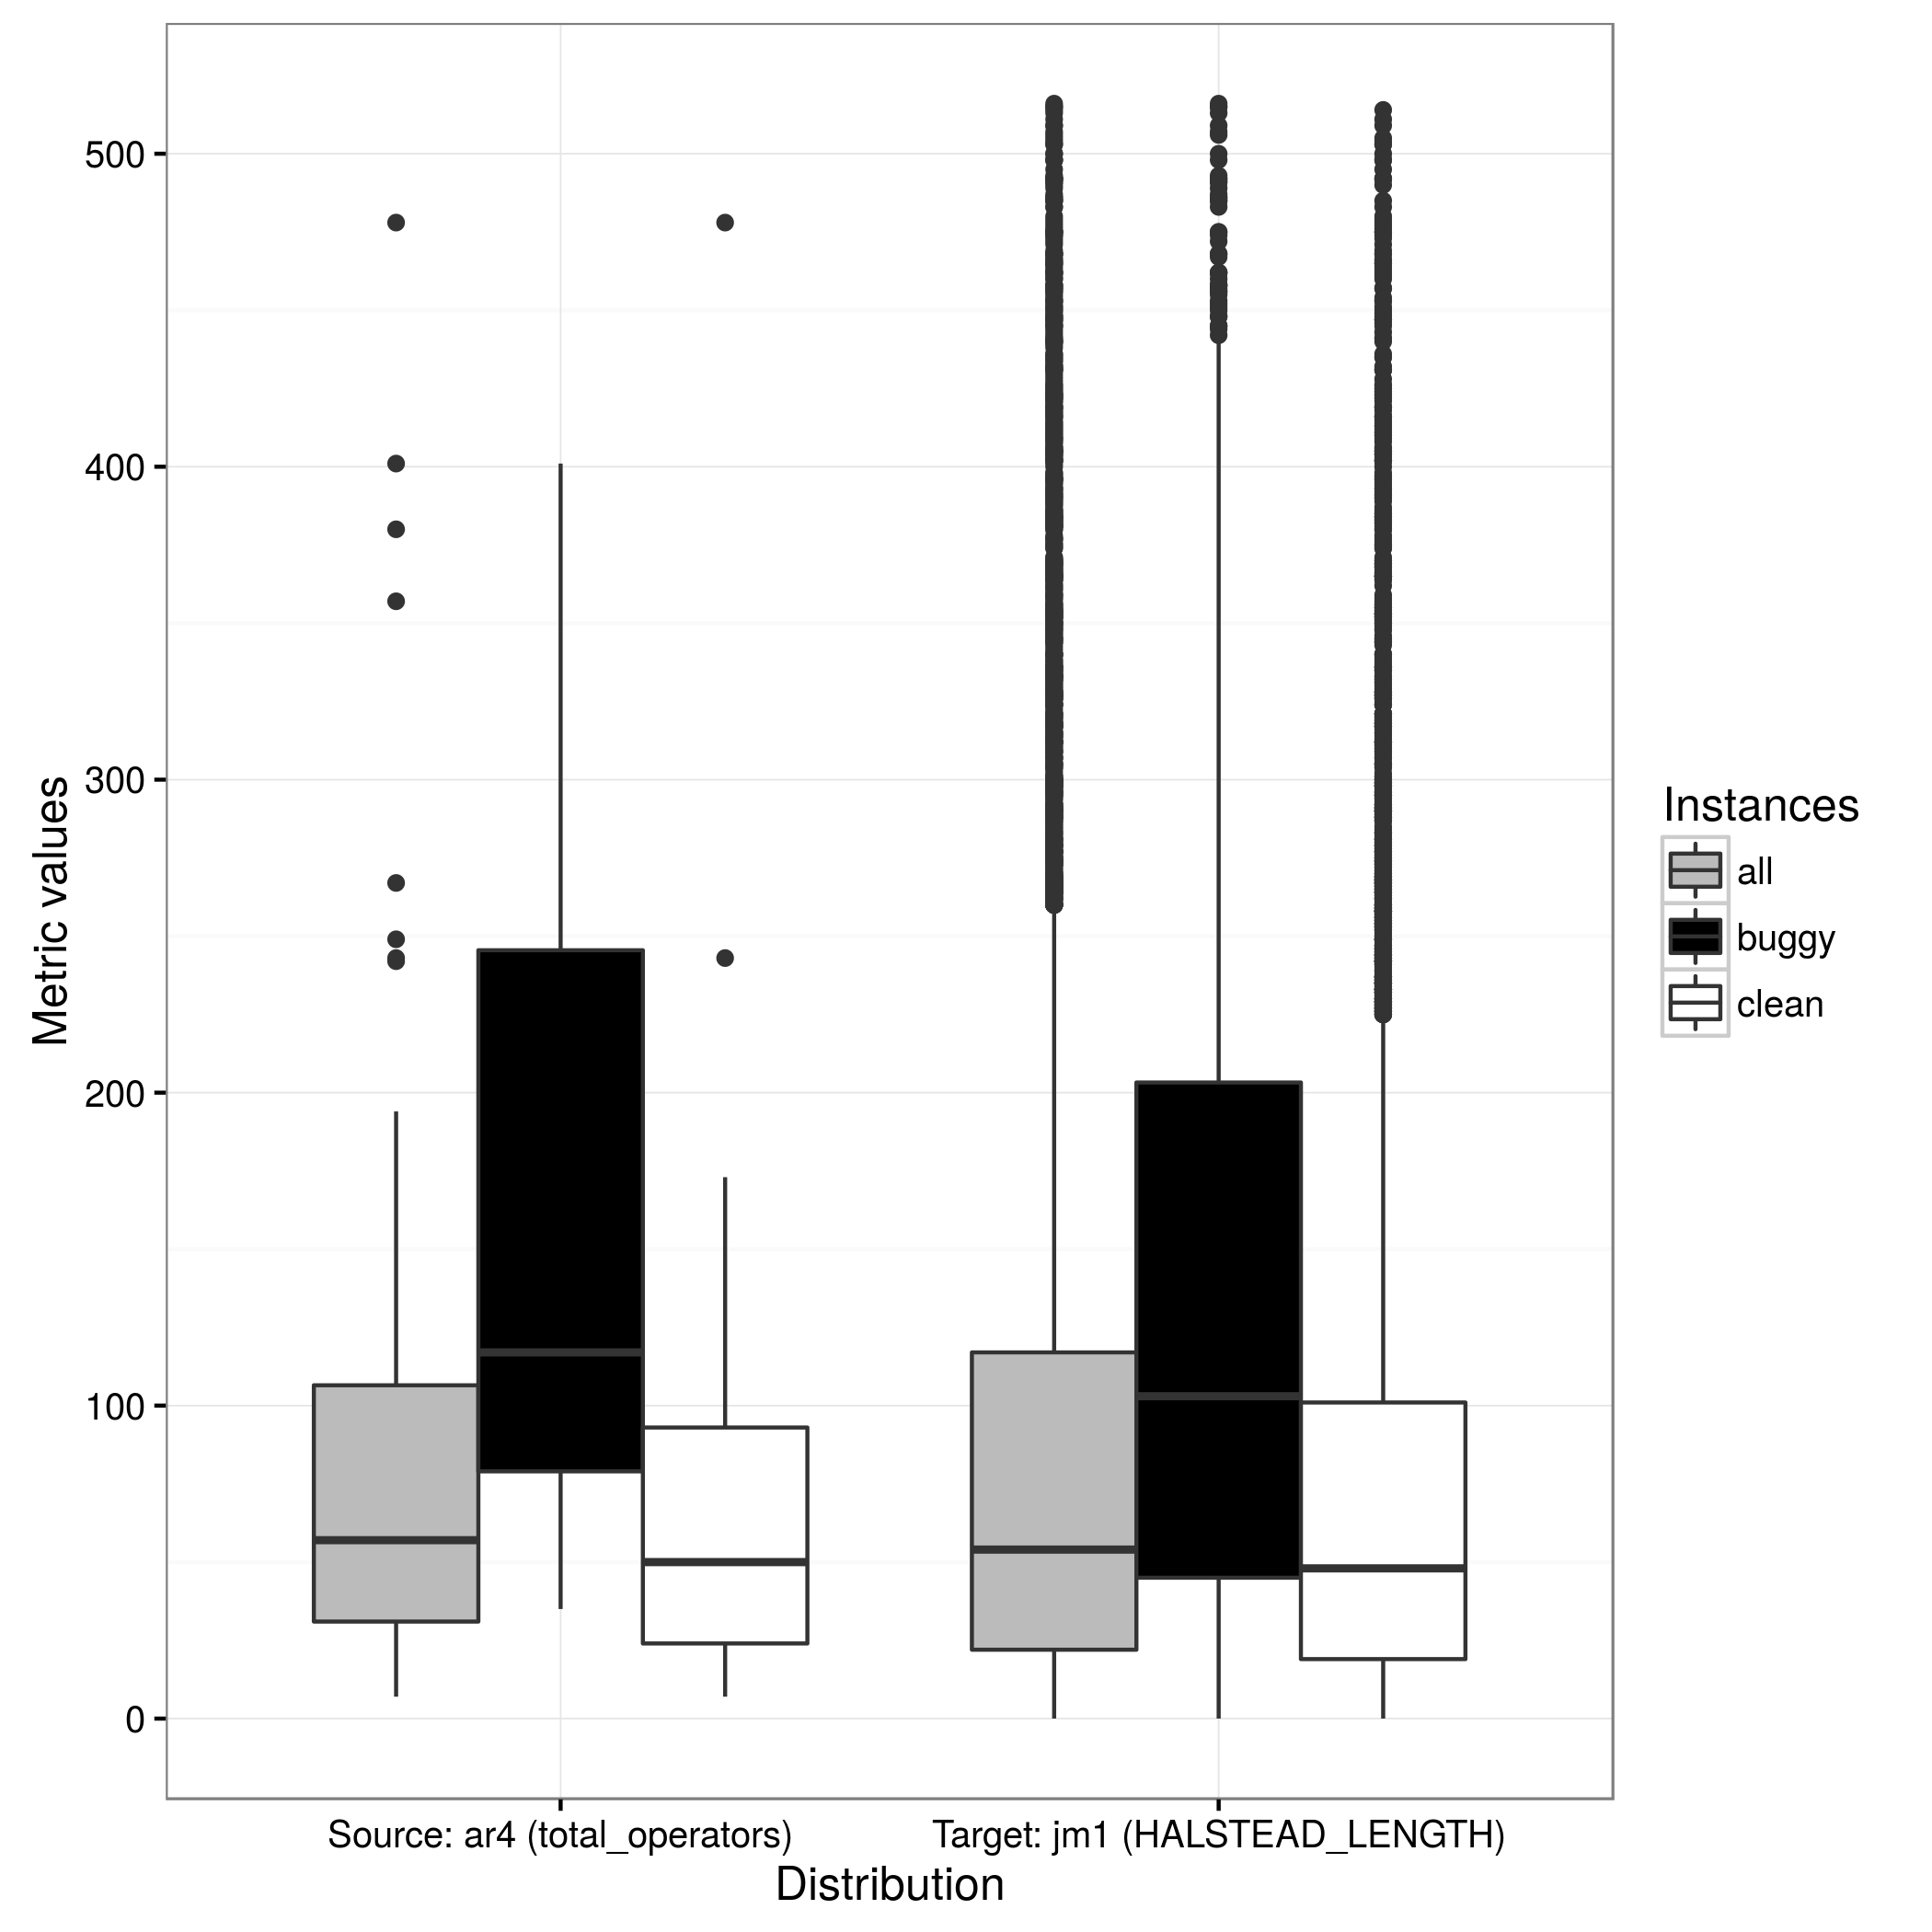 500
400
300
200
100
0
Metric values
Source: ar4 (total_operators)
Target: jm1 (HALSTEAD_LENGTH)
Distribution
Instances
all
buggy
clean